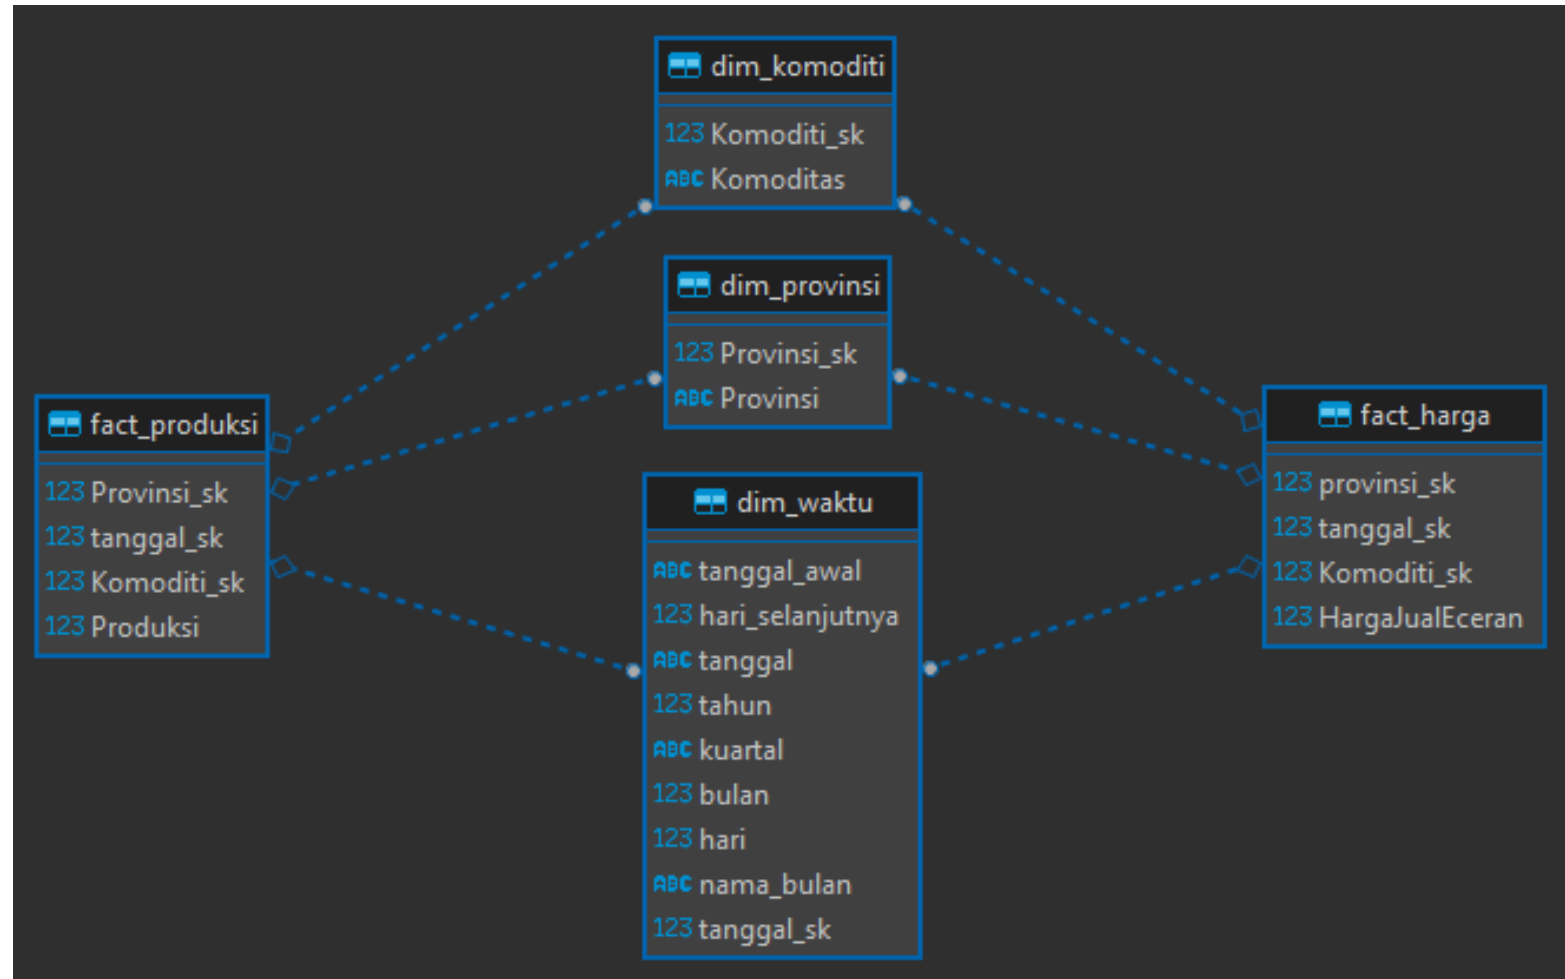 dim_komoditi
123 Komoditi_sk
ABC Komoditas
dim_provinsi
123 Provinsi_sk
ABC Provinsi
fact_produksi
123 Provinsi_sk
123 tanggal_sk
123 Komoditi_sk
123 Produksi
dim_waktu
ABC tanggal_awal
123 hari_selanjutnya
ABC tanggal
123 tahun
ABC kuartal
123 bulan
123 hari
ABC nama_bulan
123 tanggal_sk
fact_harga
123 provinsi_sk
123 tanggal_sk
123 Komoditi_sk
123 HargaJualEceran